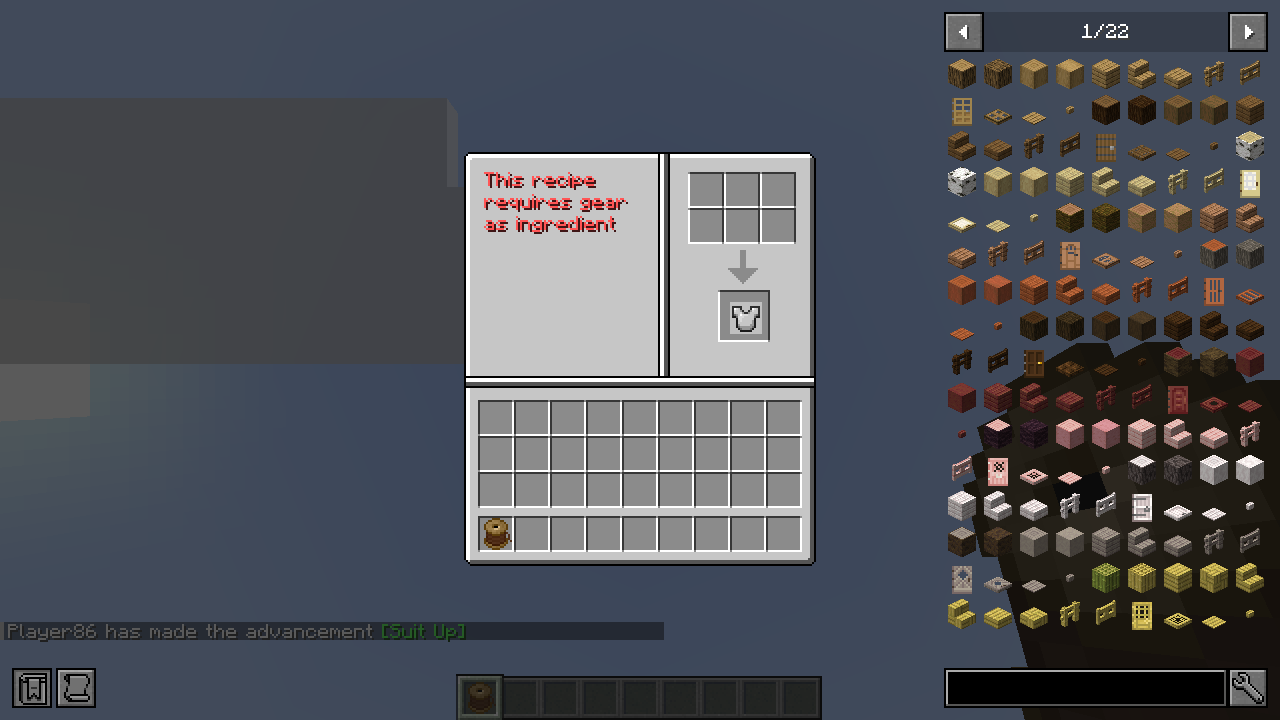 1/22
This recipe
requires gear
as ingredient
Player86 has made the advancement [Suit Up]